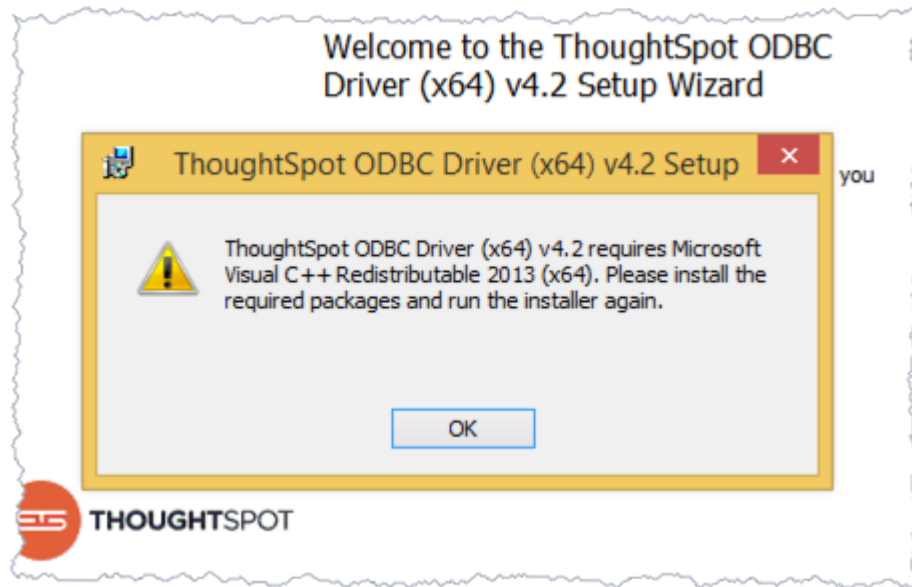 Welcome to the ThoughtSpot ODBC
Driver (x64) v4.2 Setup Wizard
ThoughtSpot ODBC Driver (x64) v4.2 Setup
you
ThoughtSpot ODBC Driver (x64) v4.2 requires Microsoft
Visual C++ Redistributable 2013 (x64). Please install the
required packages and run the installer again.
OK
THOUGHTSPOT